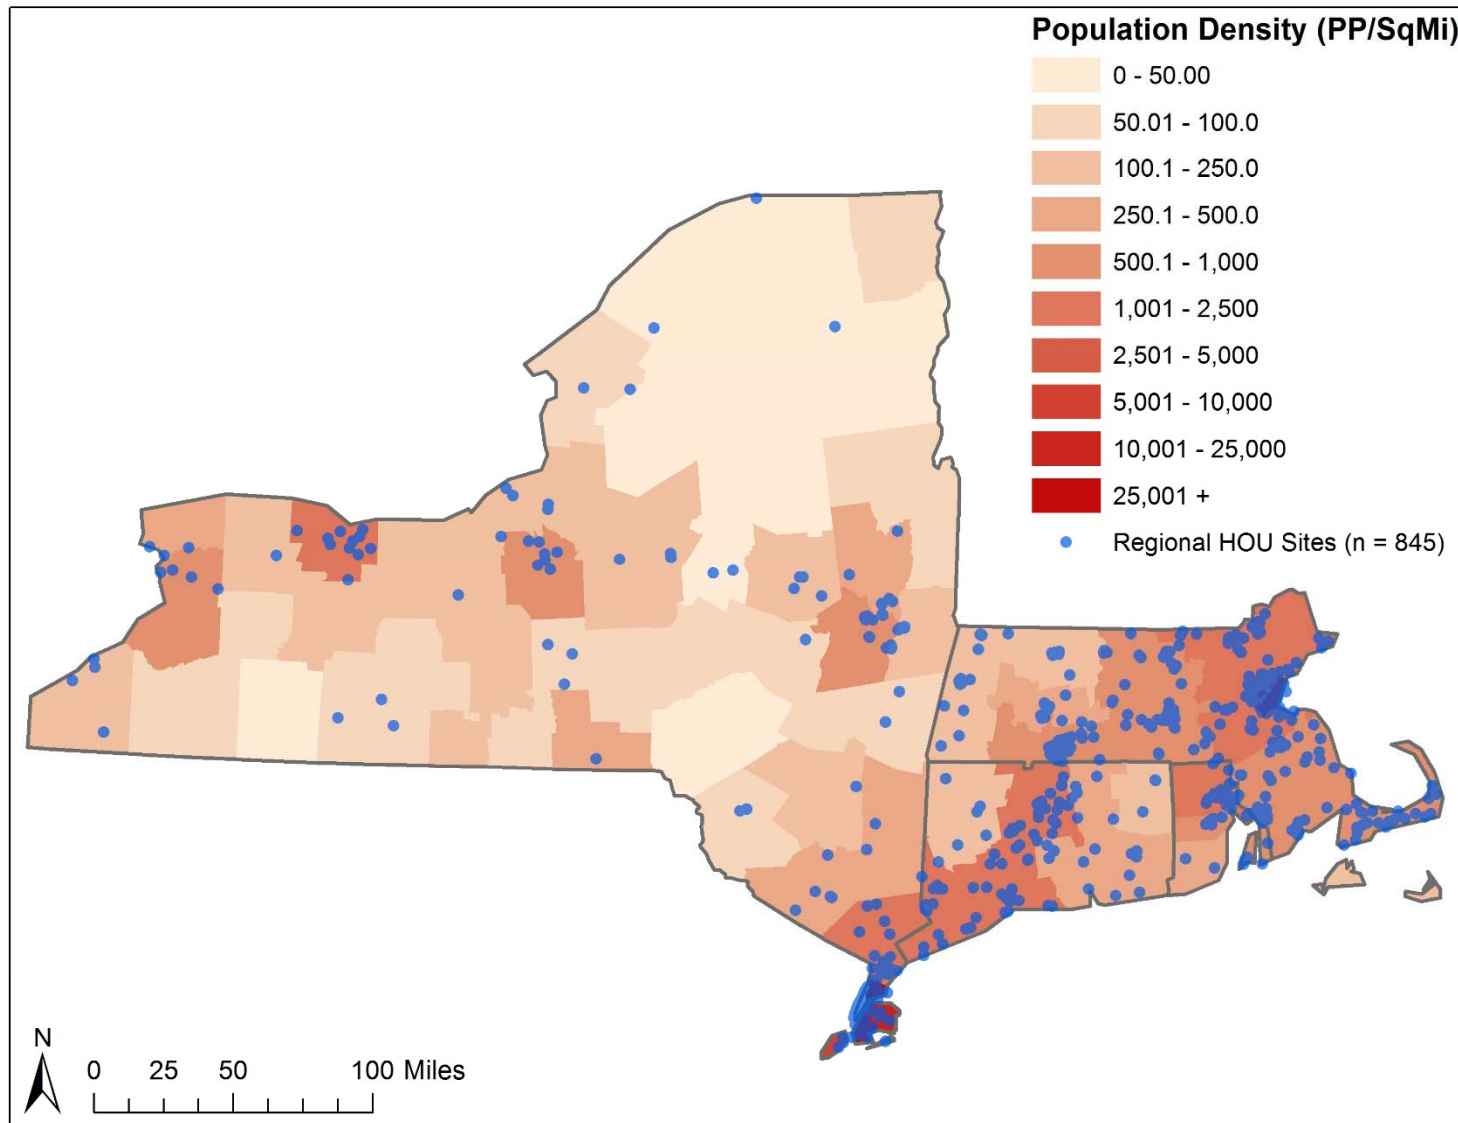 Population Density (PP/SqMi)
0 - 50.00
50.01 - 100.0
100.1 - 250.0
250.1 - 500.0
500.1 - 1,000
1,001 - 2,500
2,501 - 5,000
5,001 - 10,000
10,001 - 25,000
25,001 +
Regional HOU Sites (n = 845)
N
0 25 50 100 Miles